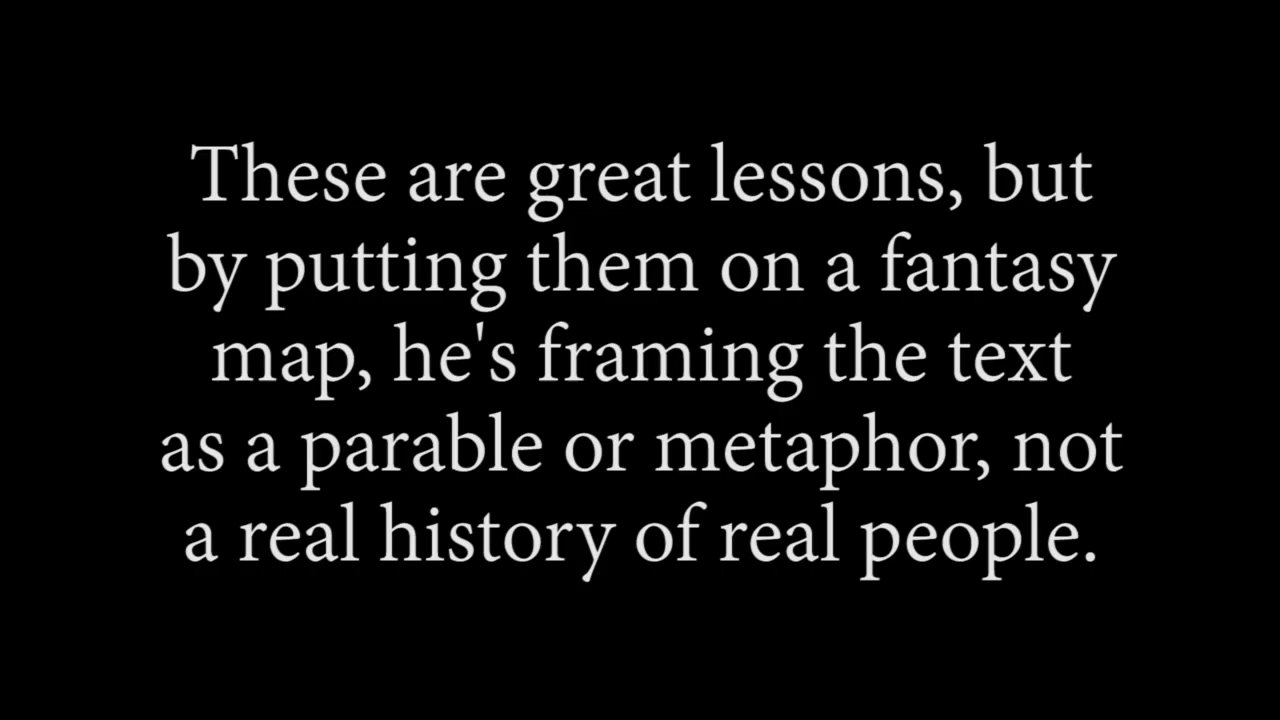 These are great lessons, but
by putting them on a fantasy
map, he's framing the text
as a parable or metaphor, not
a real history of real people.